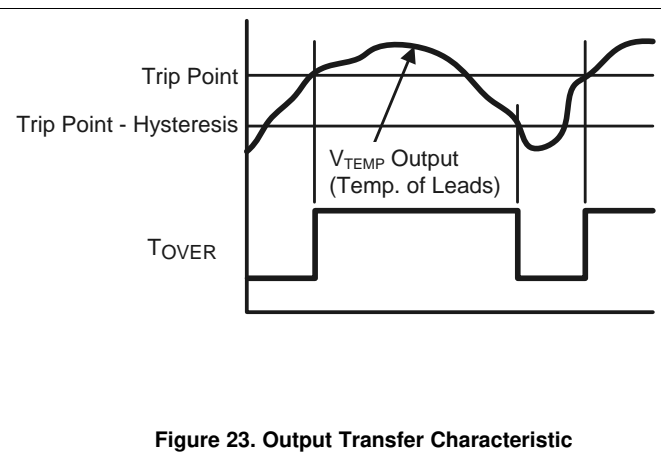 Trip Point
Trip Point - Hysteresis
VTEMP Output
(Temp. of Leads)
TOVER
Figure 23. Output Transfer Characteristic